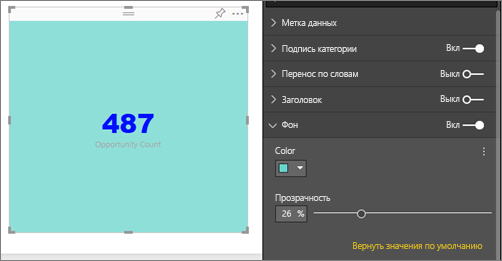 487
Opportunity Count
Метка данных
Подпись категории Вкл
Перенос по словам Выкл
Заголовок Выкл
Фон Вкл
Color
Прозрачность
26 %
Вернуть значения по умолчанию